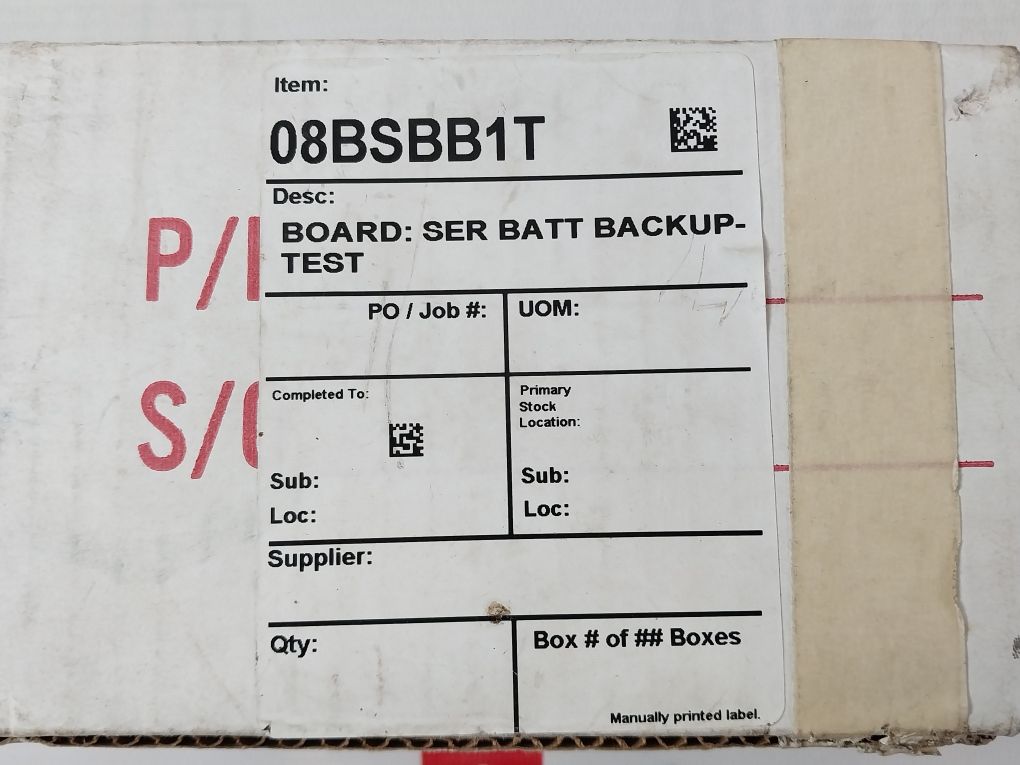 Item:
08BSBB1T
Desc:
BOARD: SER BATT BACKUP-
TEST
P/
PO / Job #:
UOM:
Completed To:
Primary
Stock
Location:
S/
Sub:
Sub:
Loc:
Loc:
Supplier:
Qty:
Box # of ## Boxes
Manually printed label.